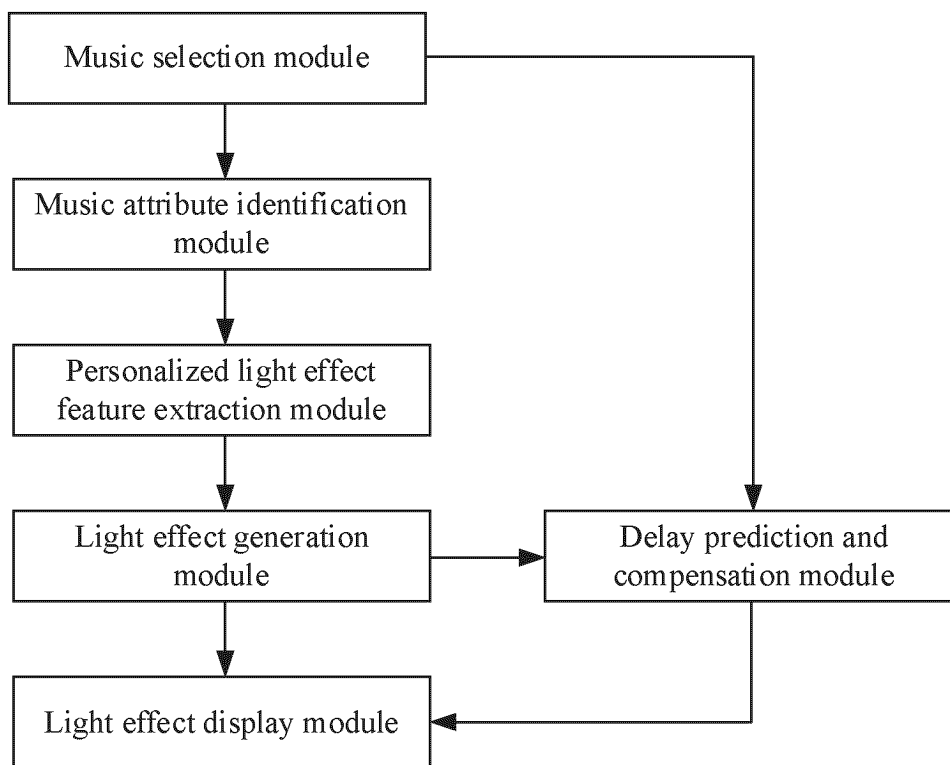 Music selection module
Music attribute identification
module
Personalized light effect
feature extraction module
Light effect generation
module
Delay prediction and
compensation module
Light effect display module